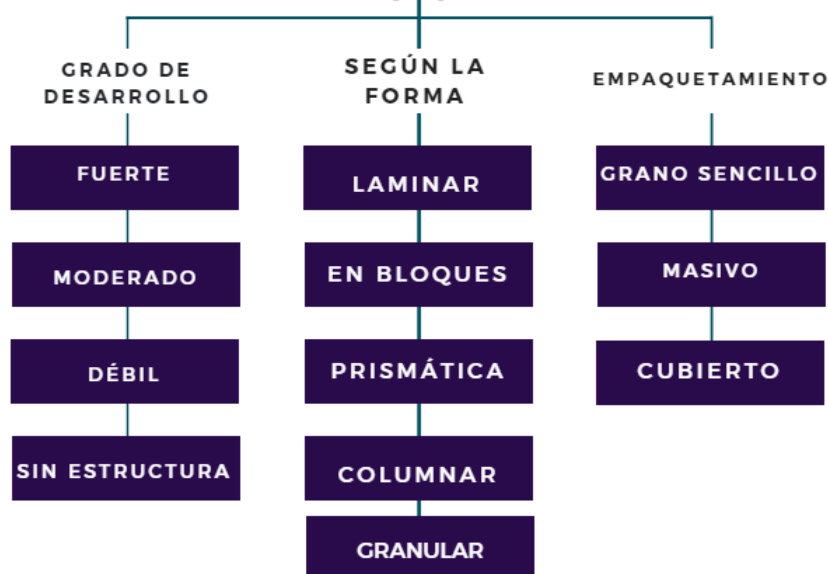 GRADO DE
DESARROLLO
FUERTE
MODERADO
DÉBIL
SIN ESTRUCTURA
SEGÚN LA
FORMA
LAMINAR
EN BLOQUES
PRISMÁTICA
COLUMNAR
GRANULAR
EMPAQUETAMIENTO
GRANO SENCILLO
MASIVO
CUBIERTO